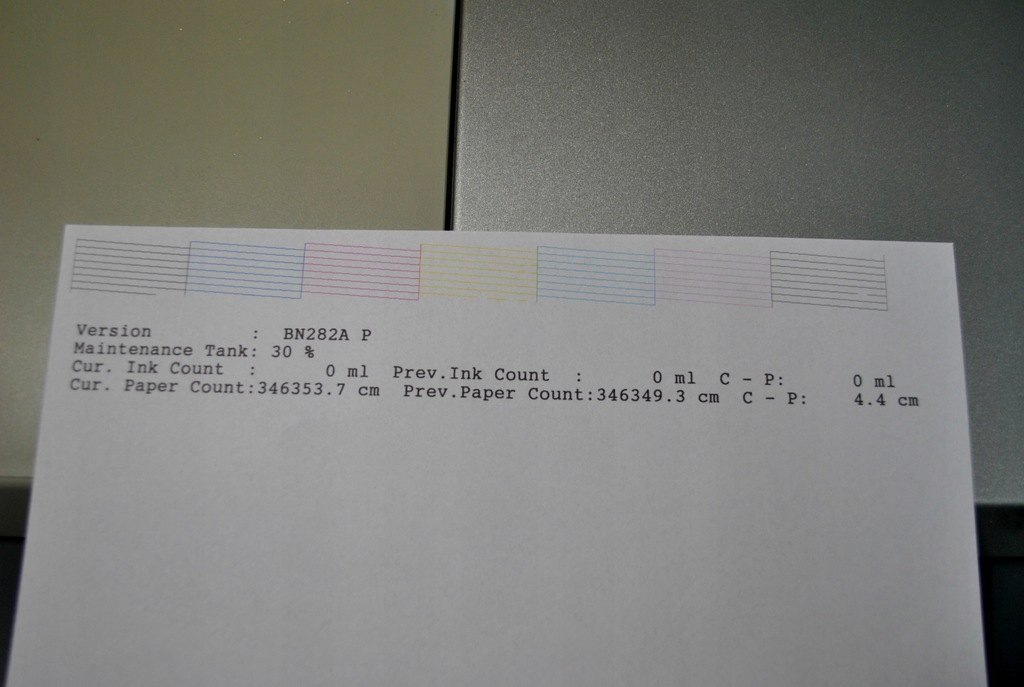 Version : BN282A P
Maintenance Tank: 30 %
Cur. Ink Count : 0 ml Prev.Ink Count : 0 ml C - P: 0 ml
Cur. Paper Count:346353.7 cm Prev.Paper Count:346349.3 cm C - P: 4.4 cm